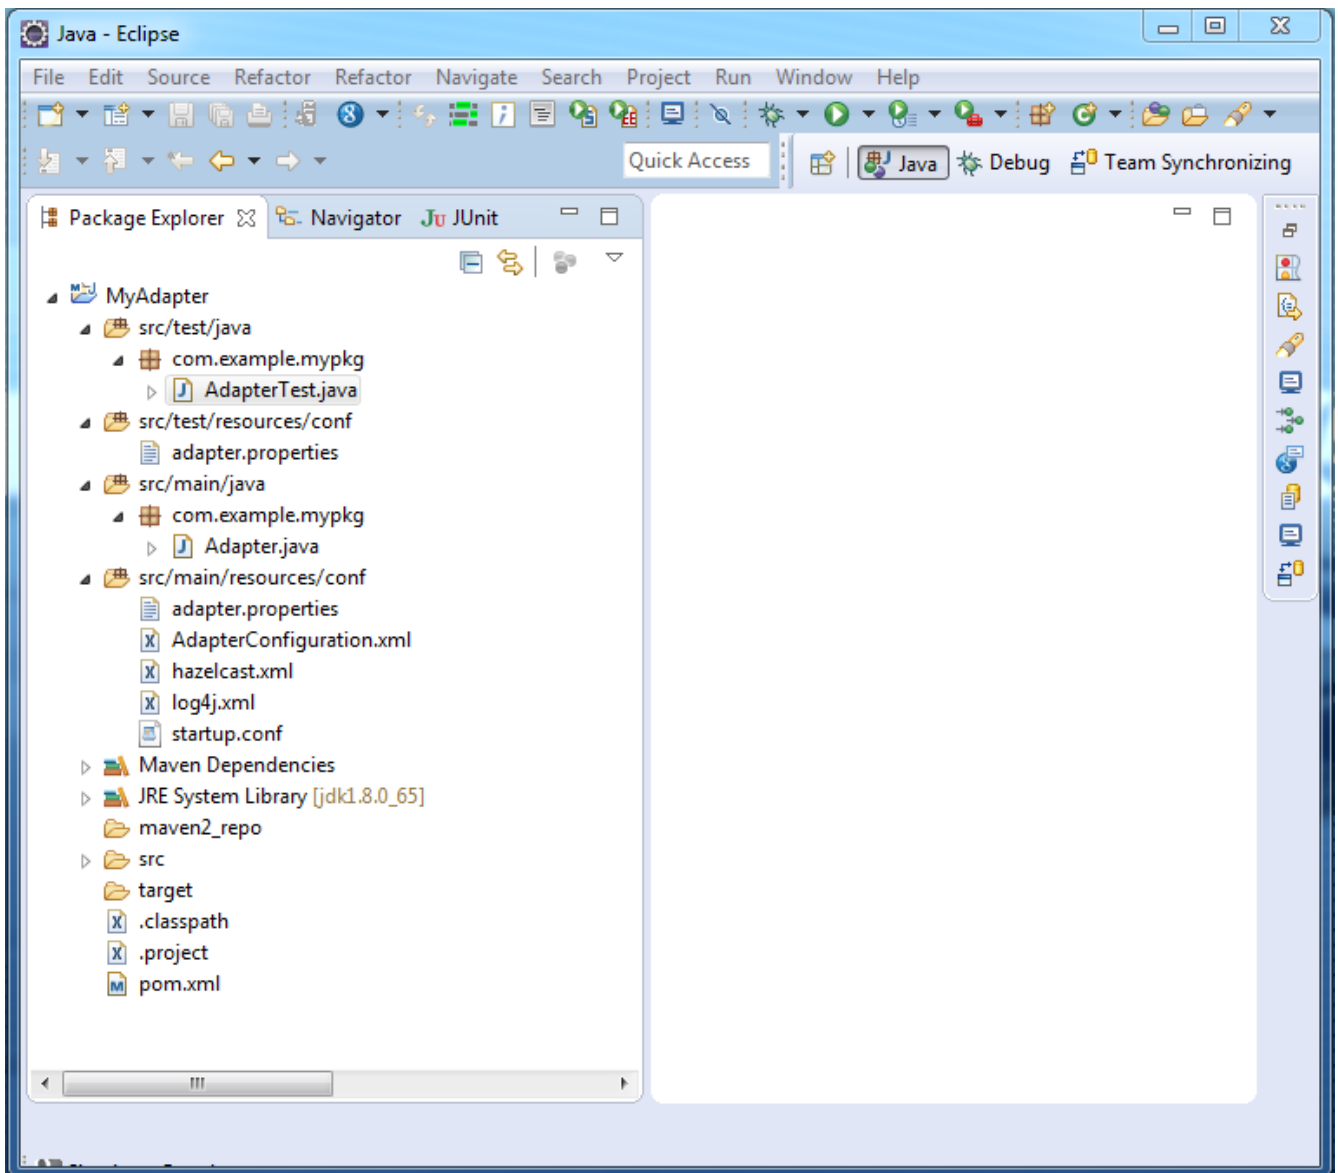 Java - Eclipse
File Edit Source Refactor Refactor Navigate Search Project Run Window Help
Quick Access Java Debug Team Synchronizing
Package Explorer Navigator JUnit
MyAdapter
src/test/java
com.example.mypkg
AdapterTest.java
src/test/resources/conf
adapter.properties
src/main/java
com.example.mypkg
Adapter.java
src/main/resources/conf
adapter.properties
AdapterConfiguration.xml
hazelcast.xml
log4j.xml
startup.conf
Maven Dependencies
JRE System Library [jdk1.8.0_65]
maven2_repo
src
target
.classpath
.project
pom.xml